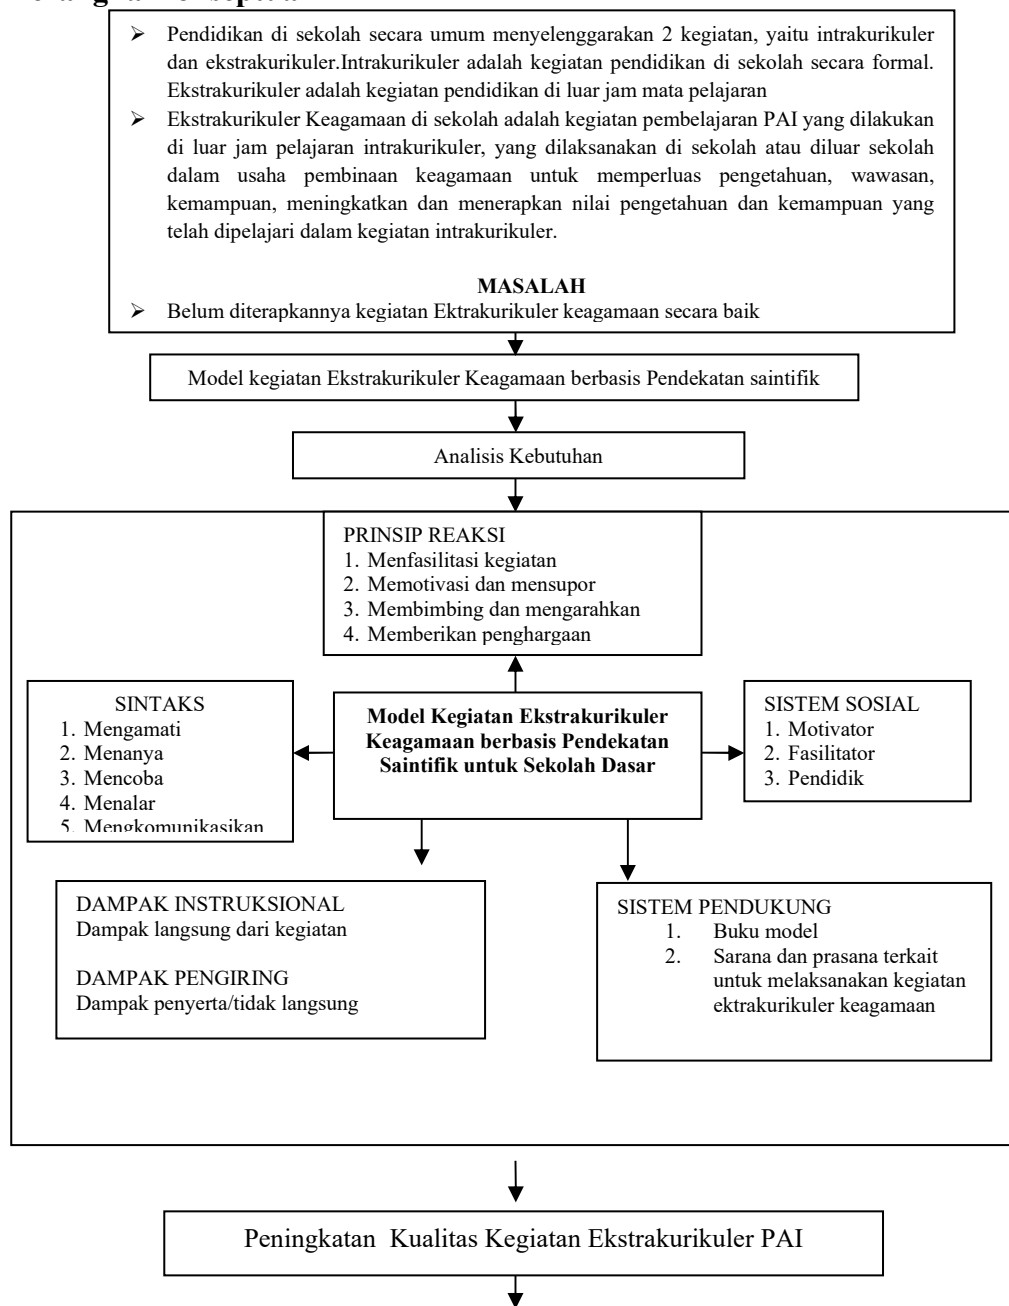 ➢ Pendidikan di sekolah secara umum menyelenggarakan 2 kegiatan, yaitu intrakurikuler
dan ekstrakurikuler.Intrakurikuler adalah kegiatan pendidikan di sekolah secara formal.
Ekstrakurikuler adalah kegiatan pendidikan di luar jam mata pelajaran
➢ Ekstrakurikuler Keagamaan di sekolah adalah kegiatan pembelajaran PAI yang dilakukan
di luar jam pelajaran intrakurikuler, yang dilaksanakan di sekolah atau diluar sekolah
dalam usaha pembinaan keagamaan untuk memperluas pengetahuan, wawasan,
kemampuan, meningkatkan dan menerapkan nilai pengetahuan dan kemampuan yang
telah dipelajari dalam kegiatan intrakurikuler.
MASALAH
➢ Belum diterapkannya kegiatan Ektrakurikuler keagamaan secara baik
Model kegiatan Ekstrakurikuler Keagamaan berbasis Pendekatan saintifik
Analisis Kebutuhan
PRINSIP REAKSI
1. Menfasilitasi kegiatan
2. Memotivasi dan mensupor
3. Membimbing dan mengarahkan
4. Memberikan penghargaan
SINTAKS
1. Mengamati
2. Menanya
3. Mencoba
4. Menalar
5. Mengkomunikasikan
Model Kegiatan Ekstrakurikuler
Keagamaan berbasis Pendekatan
Saintifik untuk Sekolah Dasar
SISTEM SOSIAL
1. Motivator
2. Fasilitator
3. Pendidik
DAMPAK INSTRUKSIONAL
Dampak langsung dari kegiatan
DAMPAK PENGIRING
Dampak penyerta/tidak langsung
SISTEM PENDUKUNG
1. Buku model
2. Sarana dan prasana terkait
untuk melaksanakan kegiatan
ektrakurikuler keagamaan
Peningkatan Kualitas Kegiatan Ekstrakurikuler PAI